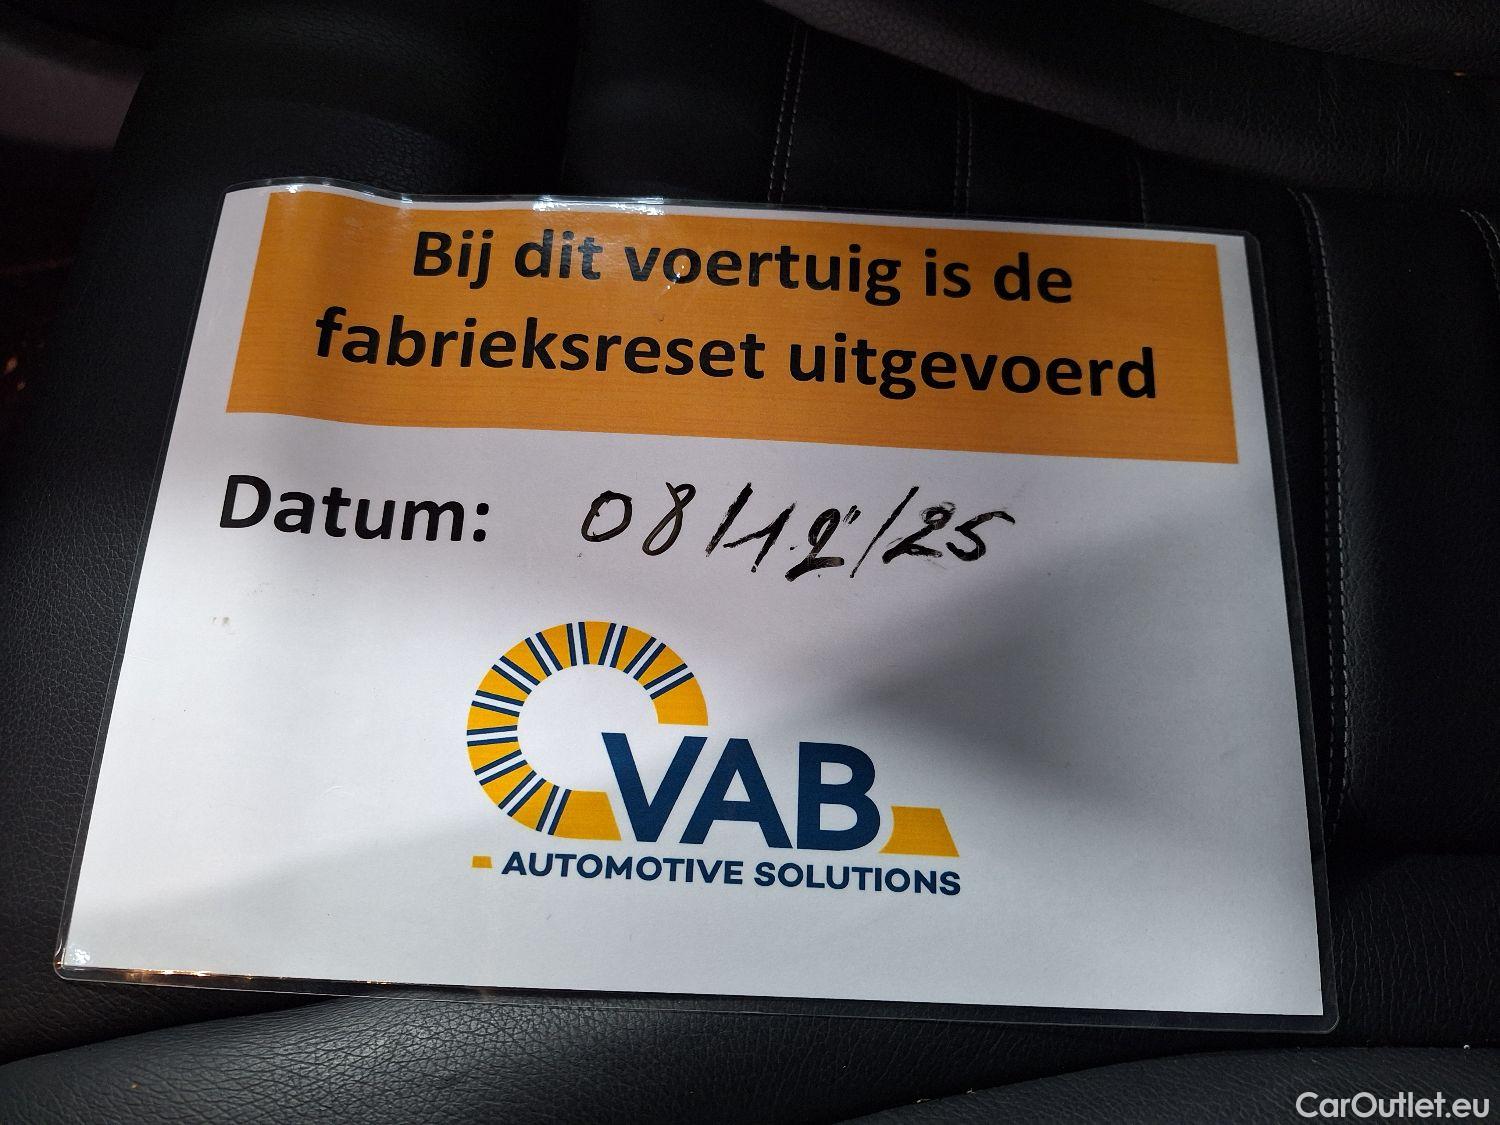 Bij dit voertuig is de
fabrieksreset uitgevoerd
Datum: 08/12/25
VAB
AUTOMOTIVE SOLUTIONS
CarOutlet.eu